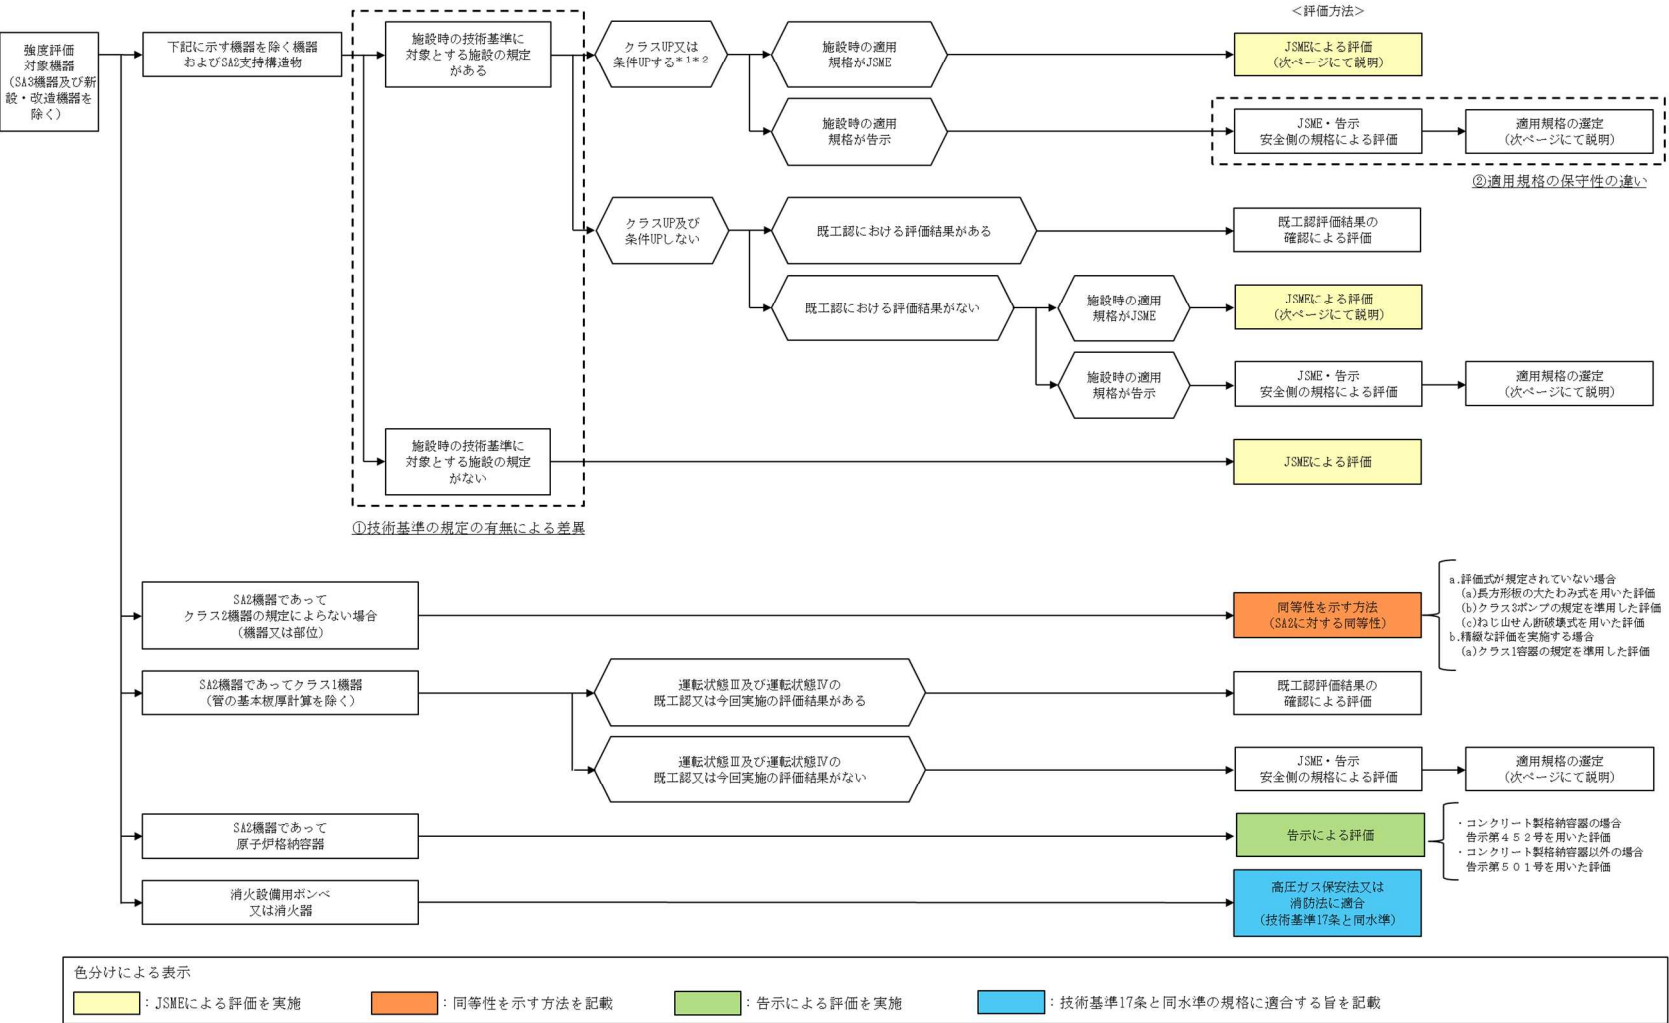 <評価方法>
強度評価
対象機器
(SA3機器及び新
設・改造機器を
除く)
下記に示す機器を除く機器
およびSA2支持構造物
施設時の技術基準に
対象とする施設の規定
がある
クラスUP又は
条件UPする*1*2
施設時の適用
規格がJSME
JSMEによる評価
(次ページにて説明)
施設時の適用
規格が告示
JSME・告示
安全側の規格による評価
適用規格の選定
(次ページにて説明)
②適用規格の保守性の違い
クラスUP及び
条件UPしない
既工認における評価結果がある
既工認評価結果の
確認による評価
既工認における評価結果がない
施設時の適用
規格がJSME
JSMEによる評価
(次ページにて説明)
施設時の適用
規格が告示
JSME・告示
安全側の規格による評価
適用規格の選定
(次ページにて説明)
施設時の技術基準に
対象とする施設の規定
がない
JSMEによる評価
①技術基準の規定の有無による差異
SA2機器であって
クラス2機器の規定によらない場合
(機器又は部位)
同等性を示す方法
(SA2に対する同等性)
a.評価式が規定されていない場合
(a)長方形板の大たわみ式を用いた評価
(b)クラス3ポンプの規定を準用した評価
(c)ねじ山せん断破壊式を用いた評価
b.精緻な評価を実施する場合
(a)クラス1容器の規定を準用した評価
SA2機器であってクラス1機器
(管の基本板厚計算を除く)
運転状態Ⅲ及び運転状態Ⅳの
既工認又は今回実施の評価結果がある
既工認評価結果の
確認による評価
運転状態Ⅲ及び運転状態Ⅳの
既工認又は今回実施の評価結果がない
JSME・告示
安全側の規格による評価
適用規格の選定
(次ページにて説明)
SA2機器であって
原子炉格納容器
告示による評価
・コンクリート製格納容器の場合
告示第452号を用いた評価
・コンクリート製格納容器以外の場合
告示第501号を用いた評価
消火設備用ボンベ
又は消火器
高圧ガス保安法又は
消防法に適合
(技術基準17条と同水準)
色分けによる表示
:JSMEによる評価を実施
:同等性を示す方法を記載
:告示による評価を実施
:技術基準17条と同水準の規格に適合する旨を記載